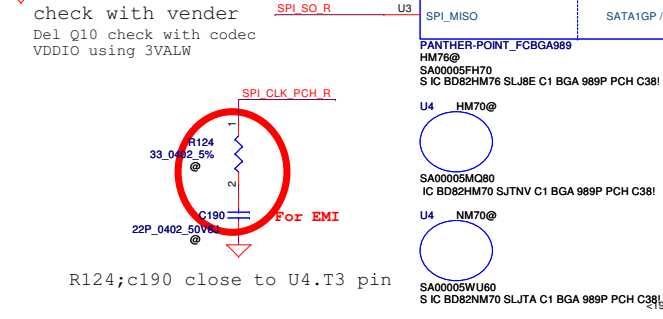 check with vender
Del Q10 check with codec
VDDIO using 3VALW
SPI_SO_R
U3
SPI_MISO
SATA1GP /
PANTHER-POINT_FCBGA989
HM76@
SA00005FH70
S IC BD82HM76 SLJ8E C1 BGA 989P PCH C38!
SPI_CLK_PCH_R
1
R124
33_0402_5%
@
2
C190
22P_0402_50V8J
@
For EMI
R124;c190 close to U4.T3 pin
U4 HM70@
SA00005MQ80
IC BD82HM70 SJTNV C1 BGA 989P PCH C38!
U4 NM70@
SA00005WU60
S IC BD82NM70 SLJTA C1 BGA 989P PCH C38!